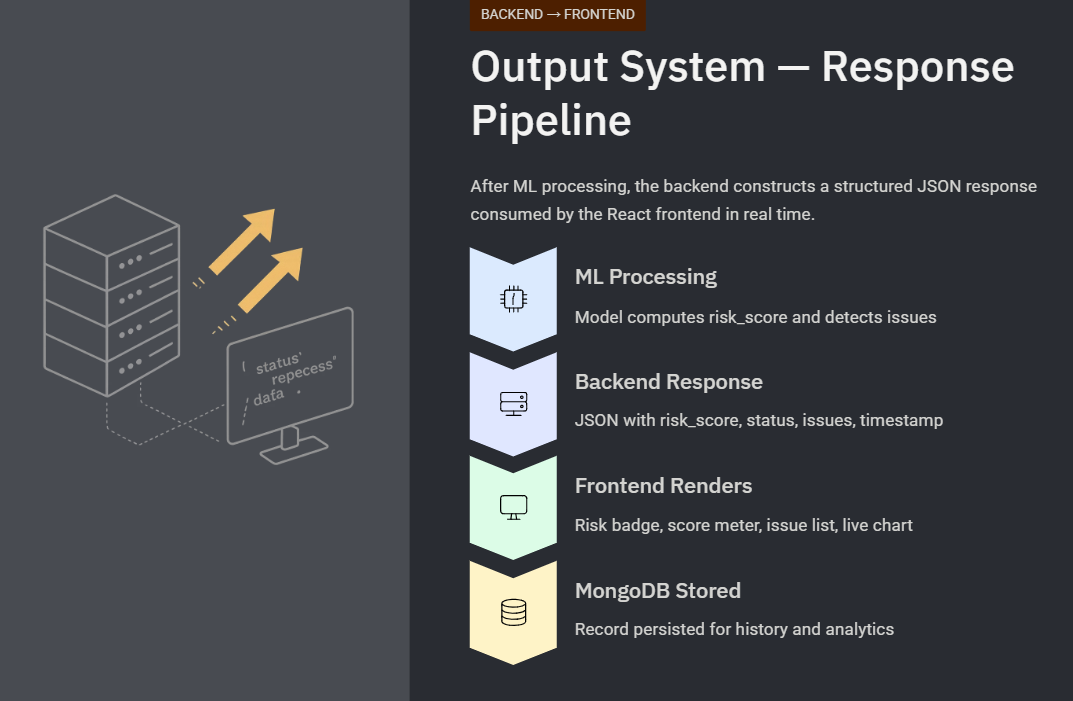 BACKEND → FRONTEND
Output System — Response
Pipeline
After ML processing, the backend constructs a structured JSON response
consumed by the React frontend in real time.
ML Processing
Model computes risk_score and detects issues
Backend Response
JSON with risk_score, status, issues, timestamp
Frontend Renders
Risk badge, score meter, issue list, live chart
MongoDB Stored
Record persisted for history and analytics
( status'
repecess"
/ dafa